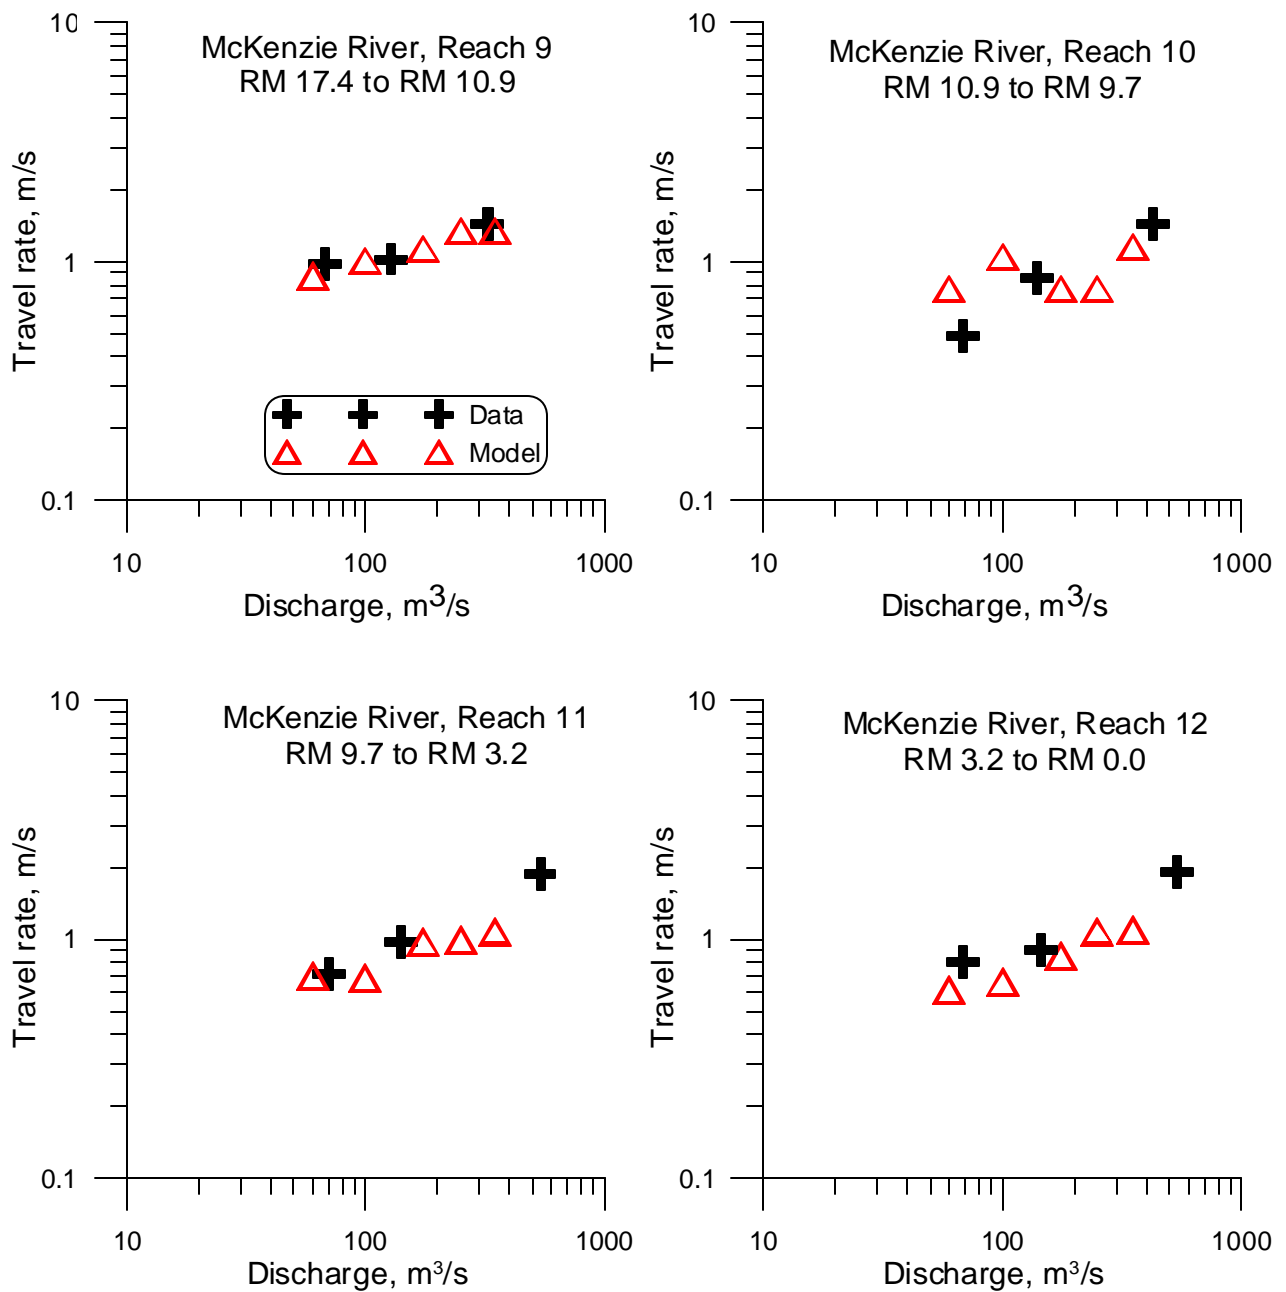 McKenzie River, Reach 9
RM 17.4 to RM 10.9
10
1
0.1
Travel rate, m/s
Data
Model
10
100
1000
Discharge, m³/s
McKenzie River, Reach 10
RM 10.9 to RM 9.7
10
1
0.1
Travel rate, m/s
10
100
1000
Discharge, m³/s
McKenzie River, Reach 11
RM 9.7 to RM 3.2
10
1
0.1
Travel rate, m/s
10
100
1000
Discharge, m³/s
McKenzie River, Reach 12
RM 3.2 to RM 0.0
10
1
0.1
Travel rate, m/s
10
100
1000
Discharge, m³/s